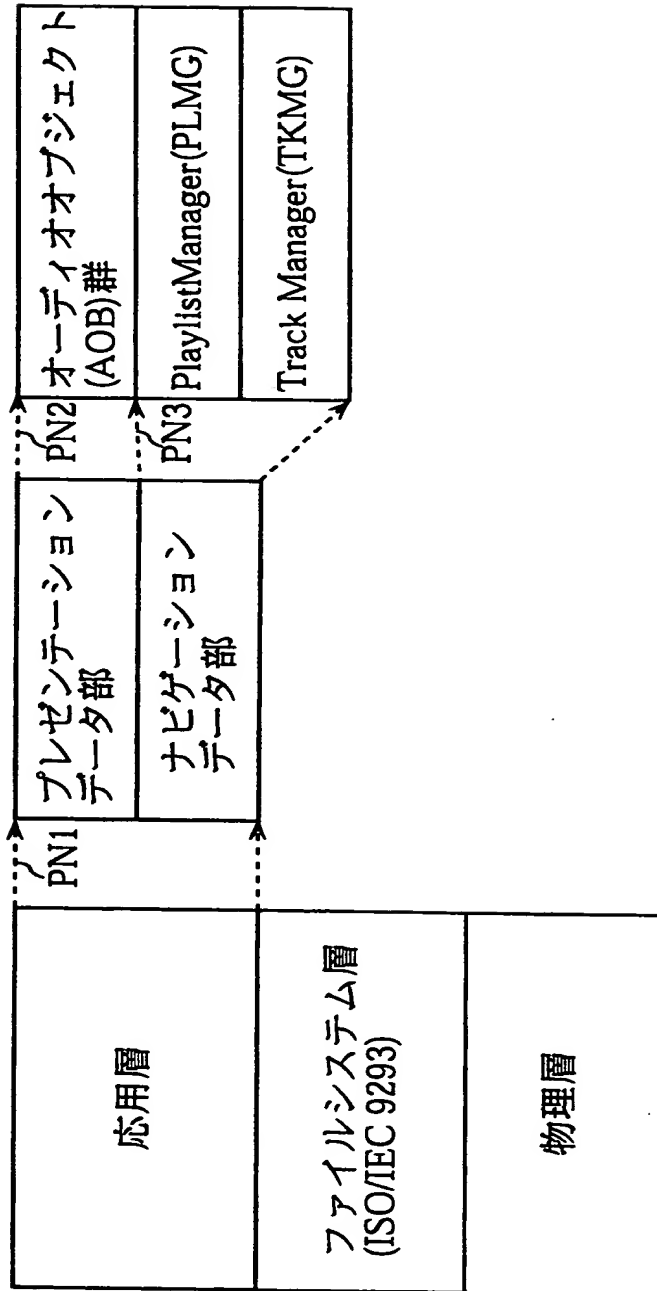 応用層
ファイルシステム層
(ISO/IEC 9293)
物理層
PN1
プレゼンテーション
データ部
ナビゲーション
データ部
PN2
オーディオオブジェクト
(AOB)群
PN3
PlaylistManager(PLMG)
Track Manager(TKMG)